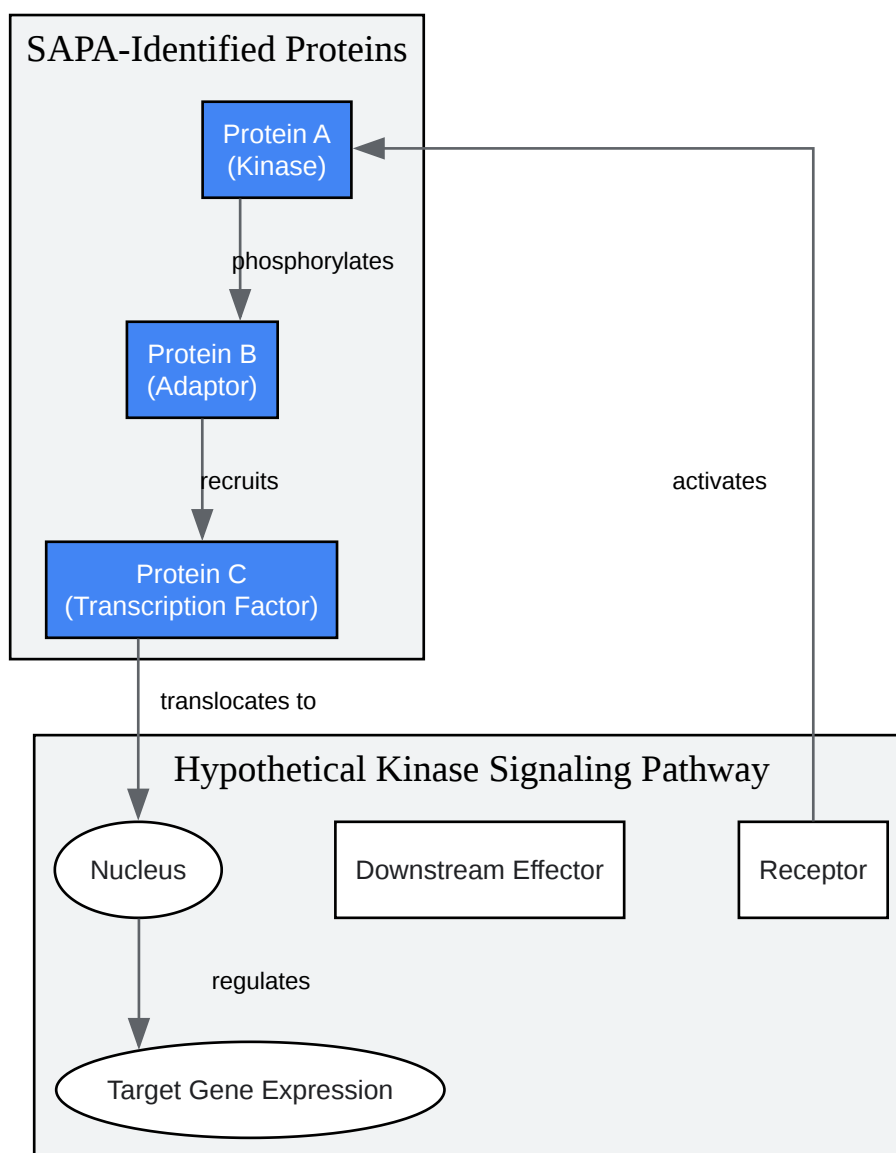 SAPA-Identified Proteins
Protein A
(Kinase)
phosphorylates
Protein B
(Adaptor)
recruits
activates
Protein C
(Transcription Factor)
translocates to
Hypothetical Kinase Signaling Pathway
Nucleus
Downstream Effector
Receptor
regulates
Target Gene Expression